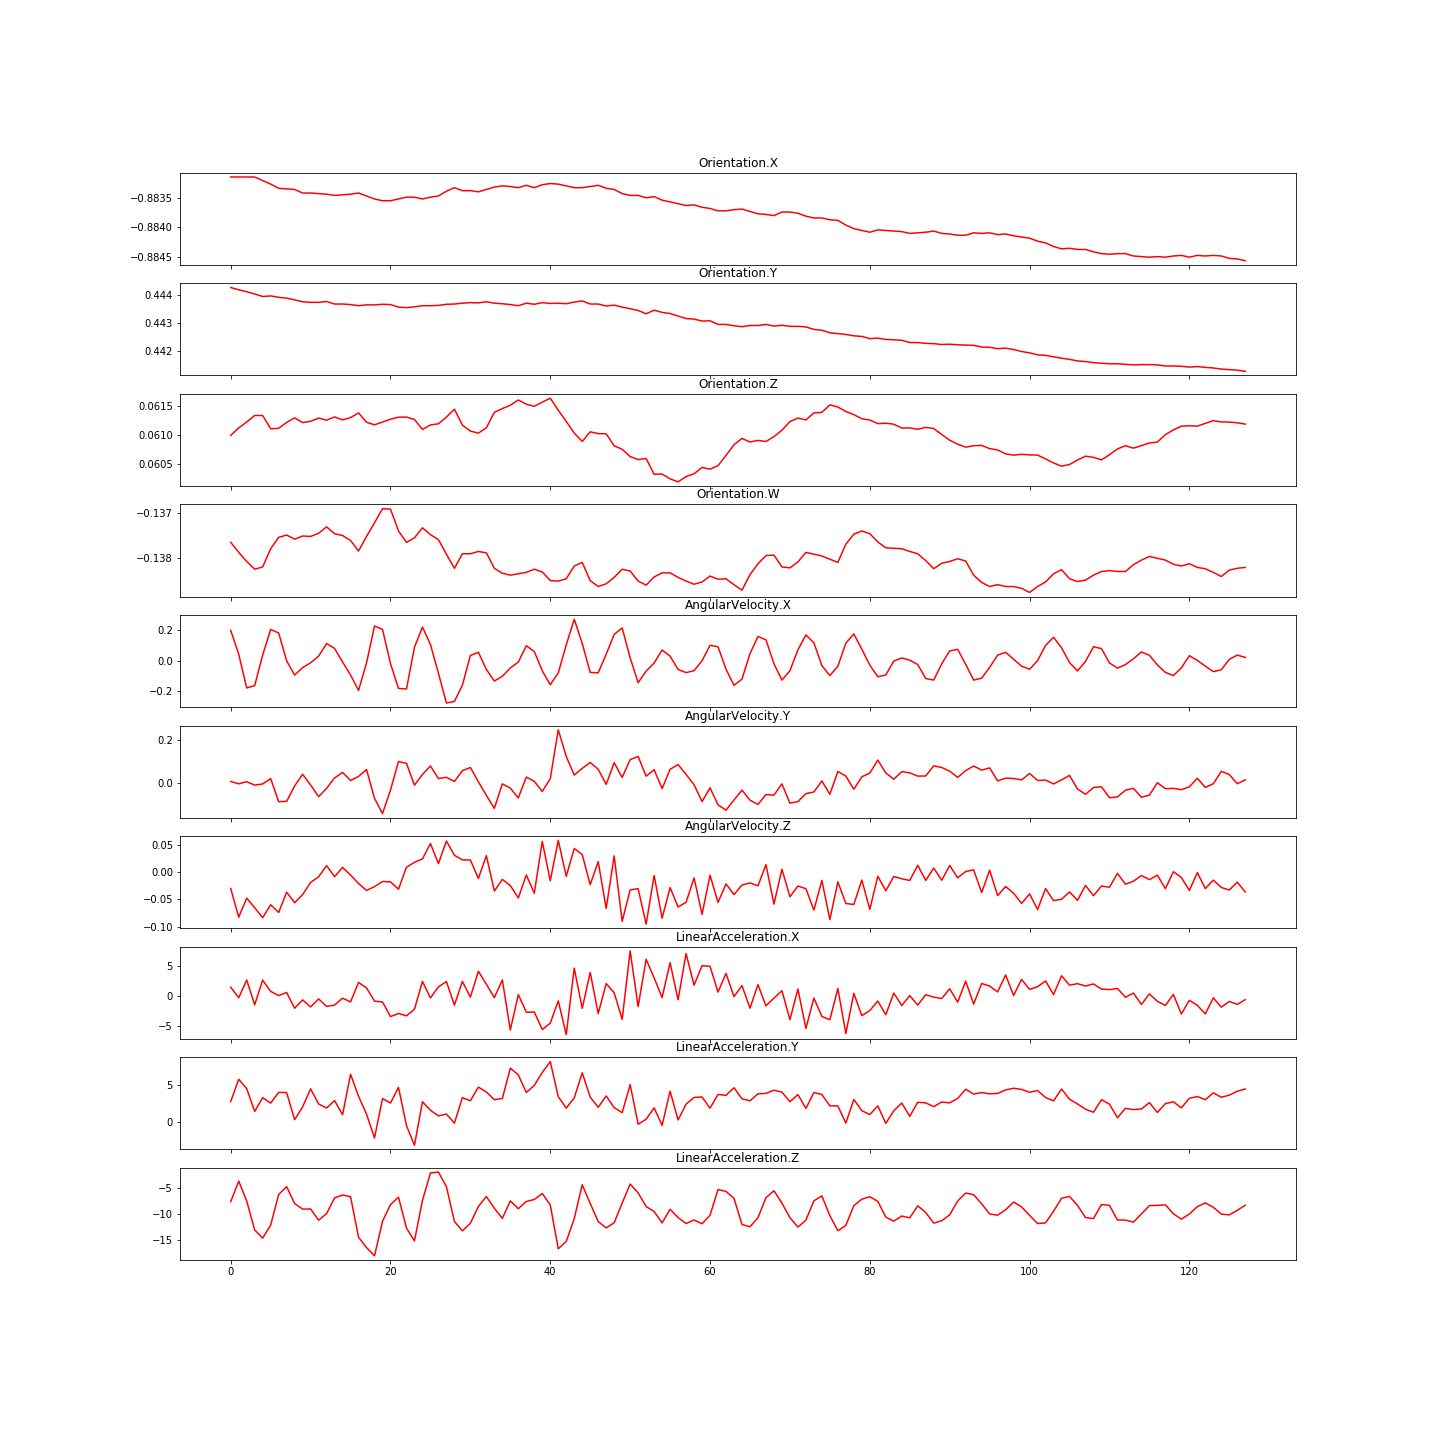 Orientation.X
−0.8835
−0.8840
−0.8845
Orientation.Y
0.444
0.443
0.442
Orientation.Z
0.0615
0.0610
0.0605
Orientation.W
−0.137
−0.138
AngularVelocity.X
0.2
0.0
−0.2
AngularVelocity.Y
0.2
0.0
AngularVelocity.Z
0.05
0.00
−0.05
−0.10
LinearAcceleration.X
5
0
−5
LinearAcceleration.Y
5
0
LinearAcceleration.Z
−5
−10
−15
0 20 40 60 80 100 120